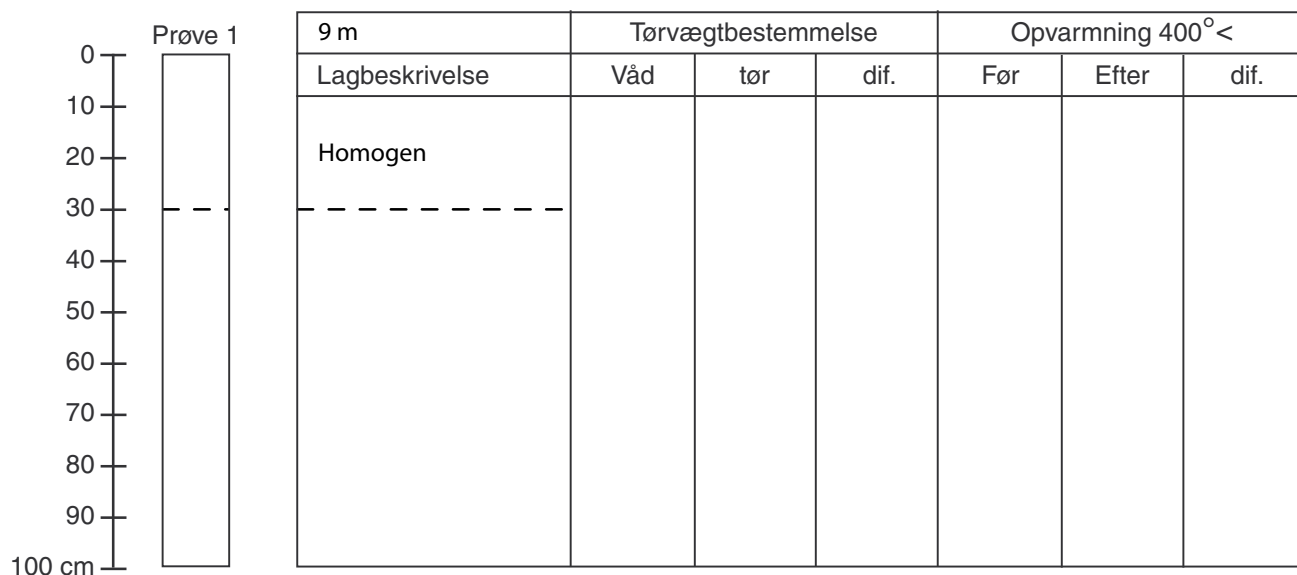 Prøve 1
9 m Tørvægtbestemmelse Opvarmning 400°<
Lagbeskrivelse Våd tør dif. Før Efter dif.
Homogen
0
10
20
30
40
50
60
70
80
90
100 cm